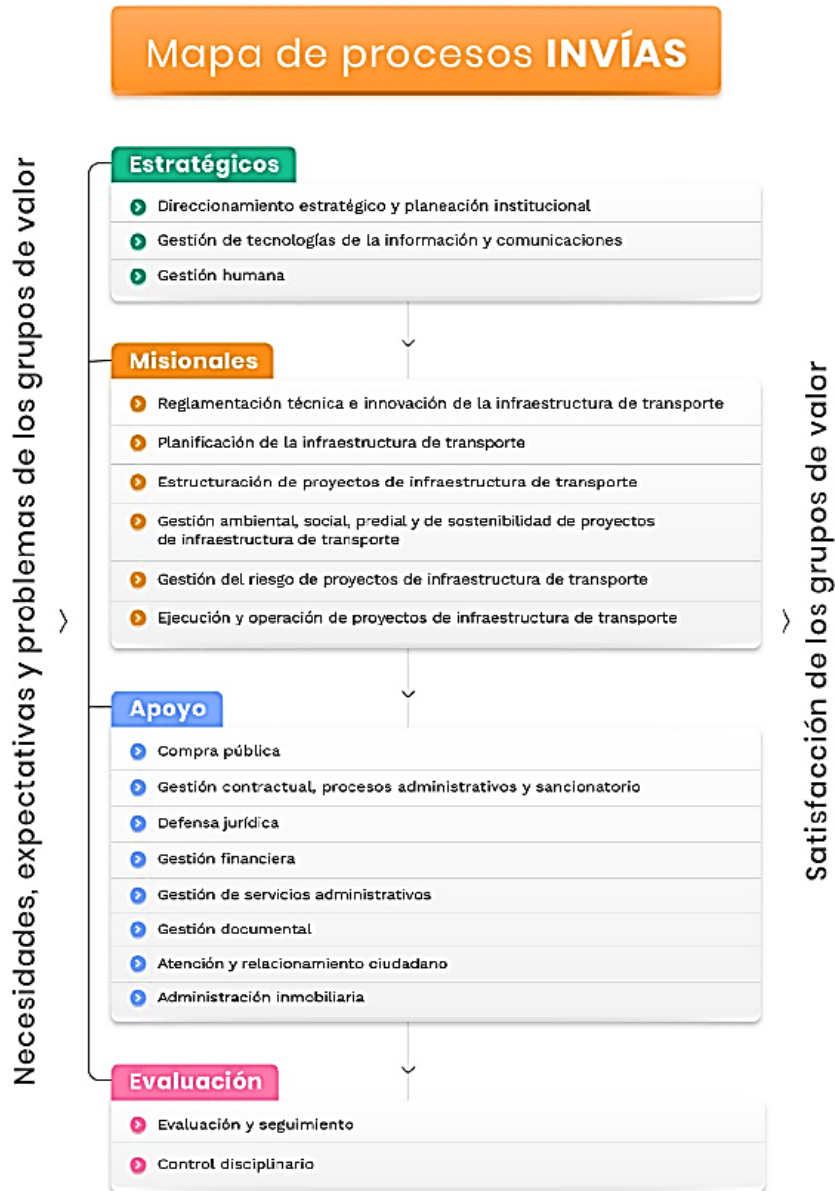 Mapa de procesos INVÍAS
Necesidades, expectativas y problemas de los grupos de valor
Estratégicos
Direccionamiento estratégico y planeación institucional
Gestión de tecnologías de la información y comunicaciones
Gestión humana
Misionales
Reglamentación técnica e innovación de la infraestructura de transporte
Planificación de la infraestructura de transporte
Estructuración de proyectos de infraestructura de transporte
Gestión ambiental, social, predial y de sostenibilidad de proyectos
de infraestructura de transporte
Gestión del riesgo de proyectos de infraestructura de transporte
Ejecución y operación de proyectos de infraestructura de transporte
Apoyo
Compra pública
Gestión contractual, procesos administrativos y sancionatorio
Defensa jurídica
Gestión financiera
Gestión de servicios administrativos
Gestión documental
Atención y relacionamiento ciudadano
Administración inmobiliaria
Evaluación
Evaluación y seguimiento
Control disciplinario
Satisfacción de los grupos de valor